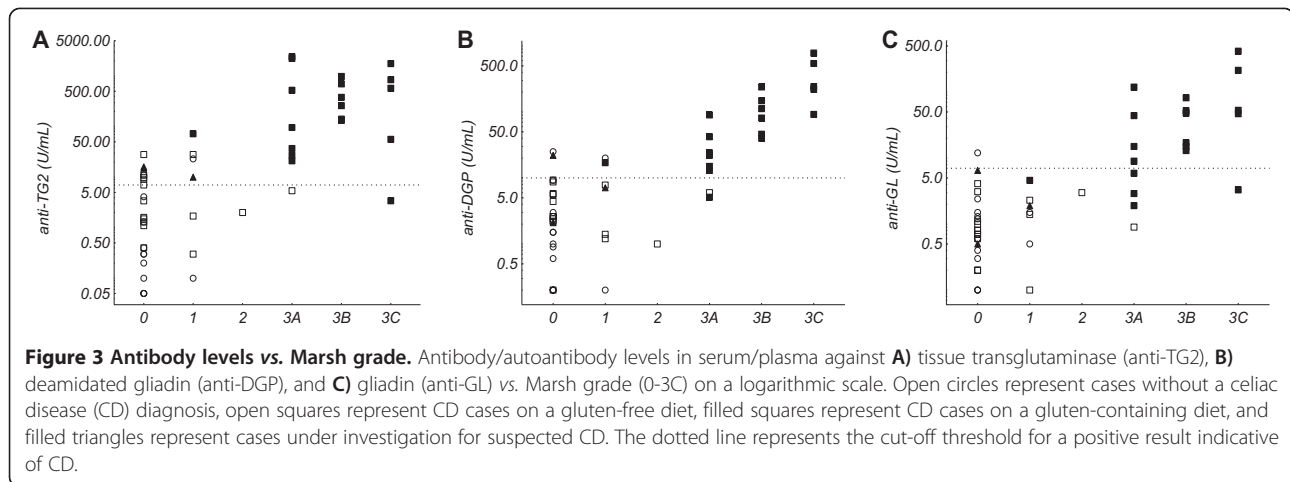 A
5000.00
500.00
50.00
5.00
0.50
0.05
anti-TG2 (U/mL)
0 1 2 3A 3B 3C
B
500.0
50.0
5.0
0.5
anti-DGP (U/mL)
0 1 2 3A 3B 3C
C
500.0
50.0
5.0
0.5
anti-GL (U/mL)
0 1 2 3A 3B 3C
Figure 3 Antibody levels vs. Marsh grade. Antibody/autoantibody levels in serum/plasma against A) tissue transglutaminase (anti-TG2), B)
deamidated gliadin (anti-DGP), and C) gliadin (anti-GL) vs. Marsh grade (0-3C) on a logarithmic scale. Open circles represent cases without a celiac
disease (CD) diagnosis, open squares represent CD cases on a gluten-free diet, filled squares represent CD cases on a gluten-containing diet, and
filled triangles represent cases under investigation for suspected CD. The dotted line represents the cut-off threshold for a positive result indicative
of CD.